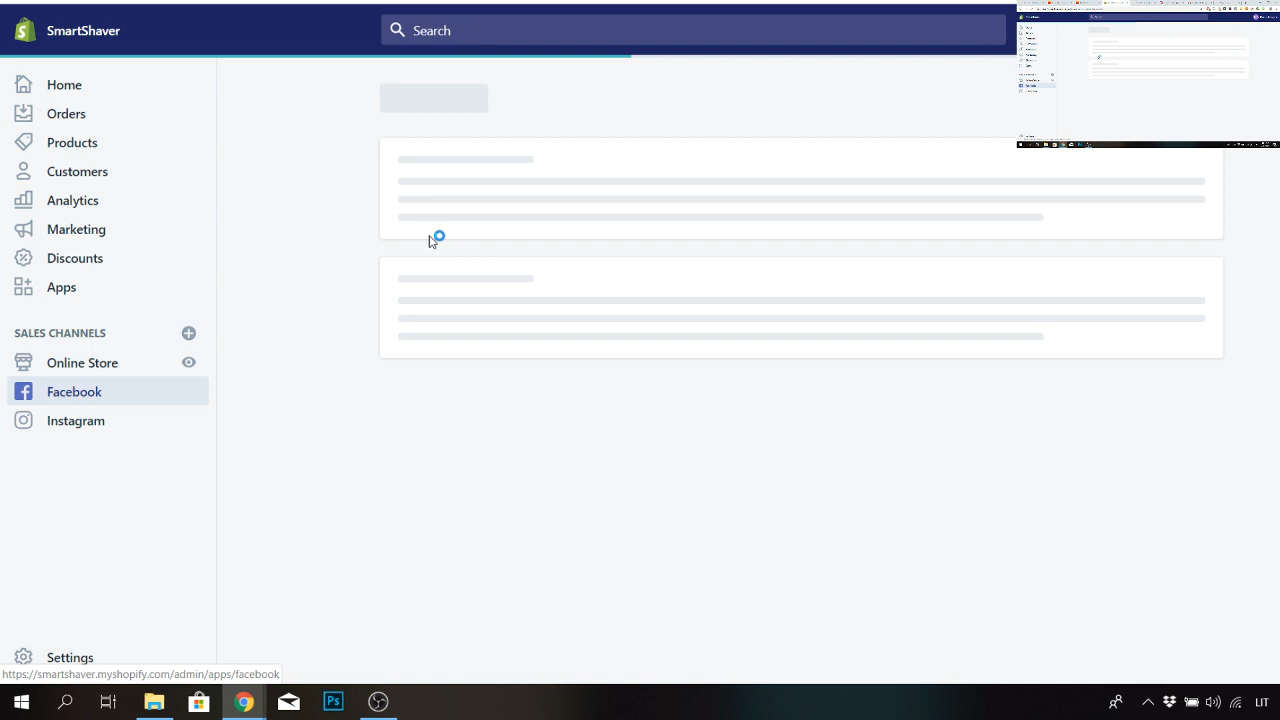 SmartShaver
Search
Home
Orders
Products
Customers
Analytics
Marketing
Discounts
Apps
SALES CHANNELS
Online Store
Facebook
Instagram
Settings
https://smartshaver.myshopify.com/admin/apps/facebook
Ps
LIT